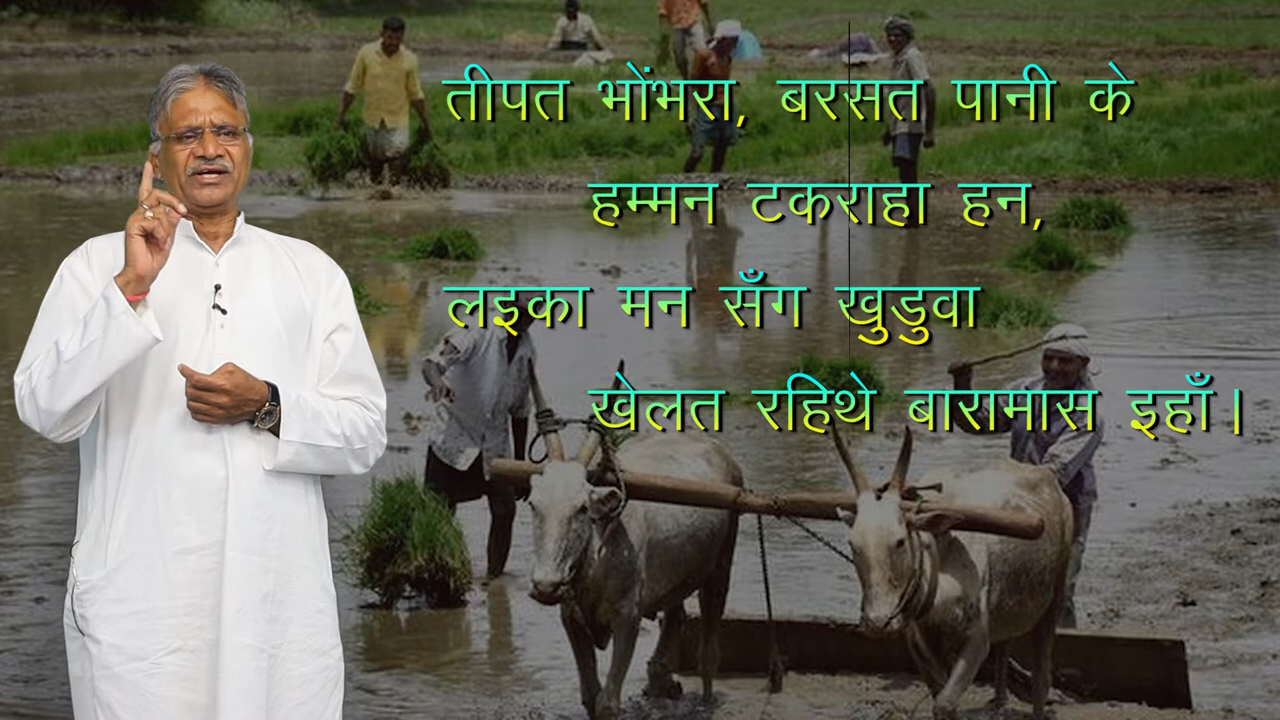 तीपत भोंभरा, बरसत पानी के
हम्मन टकराहा हन,
लइका मन सँग खुडुवा
खेलत रहिथे बारामास इहाँ।